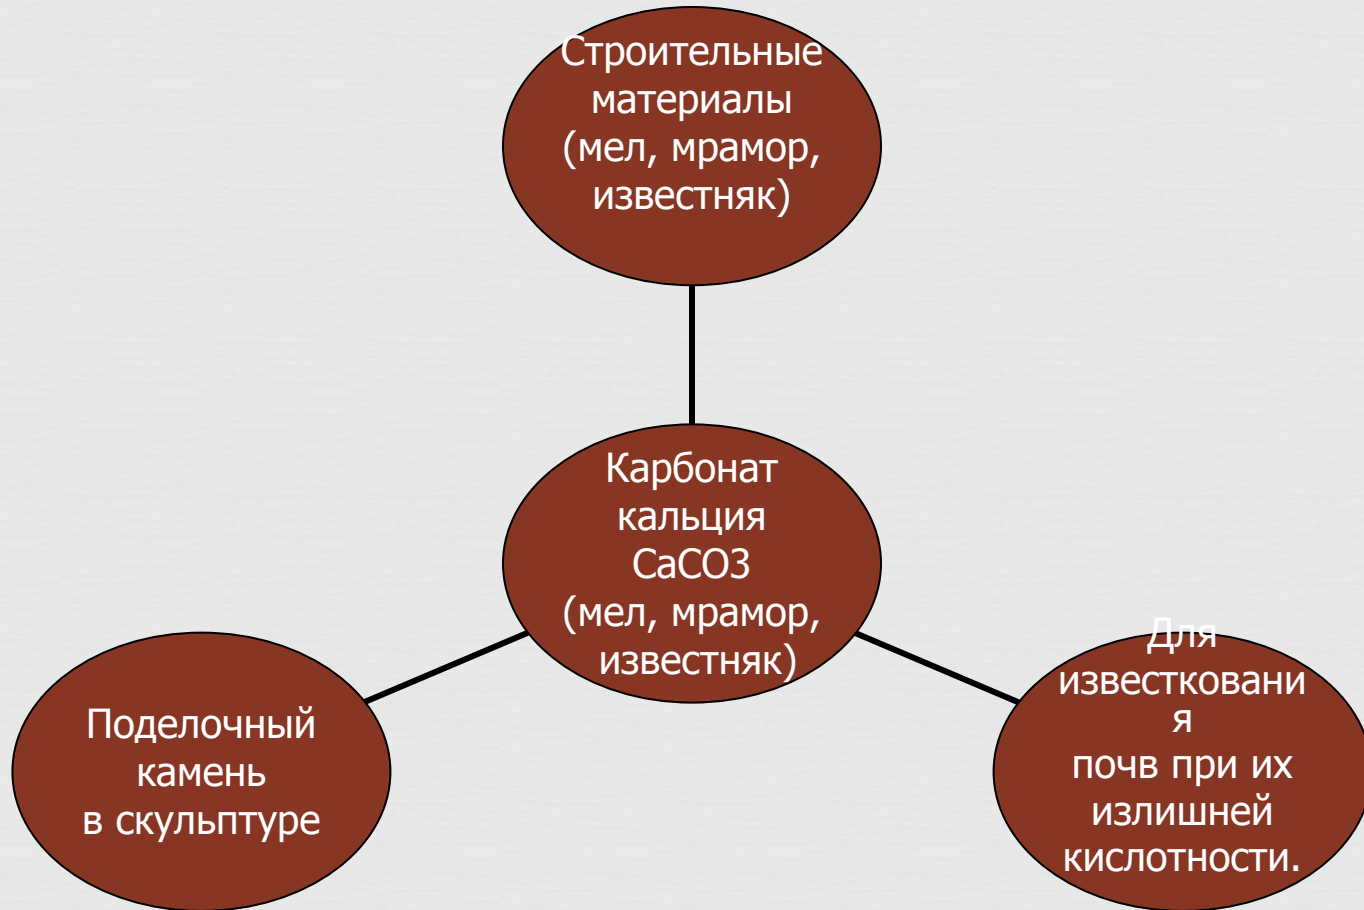 Строительные
материалы
(мел, мрамор,
известняк)
Карбонат
кальция
CaCO3
(мел, мрамор,
известняк)
Поделочный
камень
в скульптуре
Для
известковани
я
почв при их
излишней
кислотности.